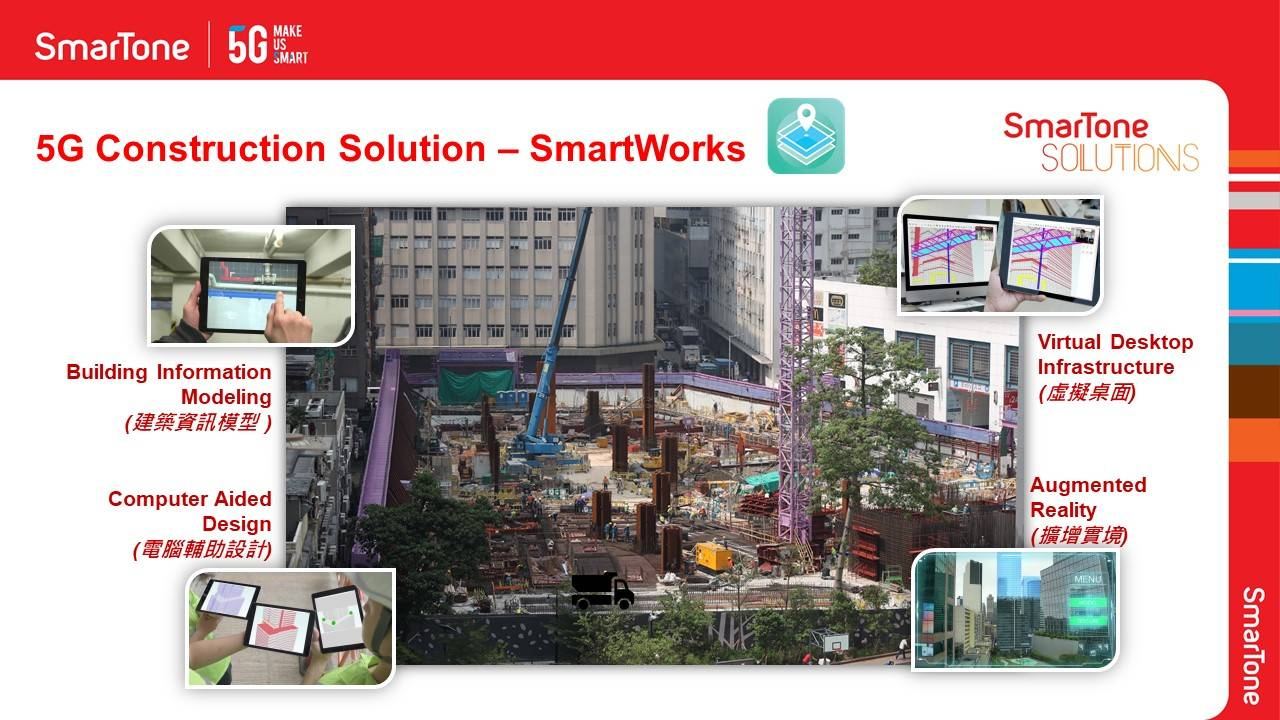 SmarTone
5G
MAKE
US
SMART
5G Construction Solution – SmartWorks
SmarTone
SOLUTIONS
Building Information
Modeling
(建築資訊模型 )
Virtual Desktop
Infrastructure
(虛擬桌面)
Computer Aided
Design
(電腦輔助設計)
Augmented
Reality
(擴增實境)
MENU
SmarTone